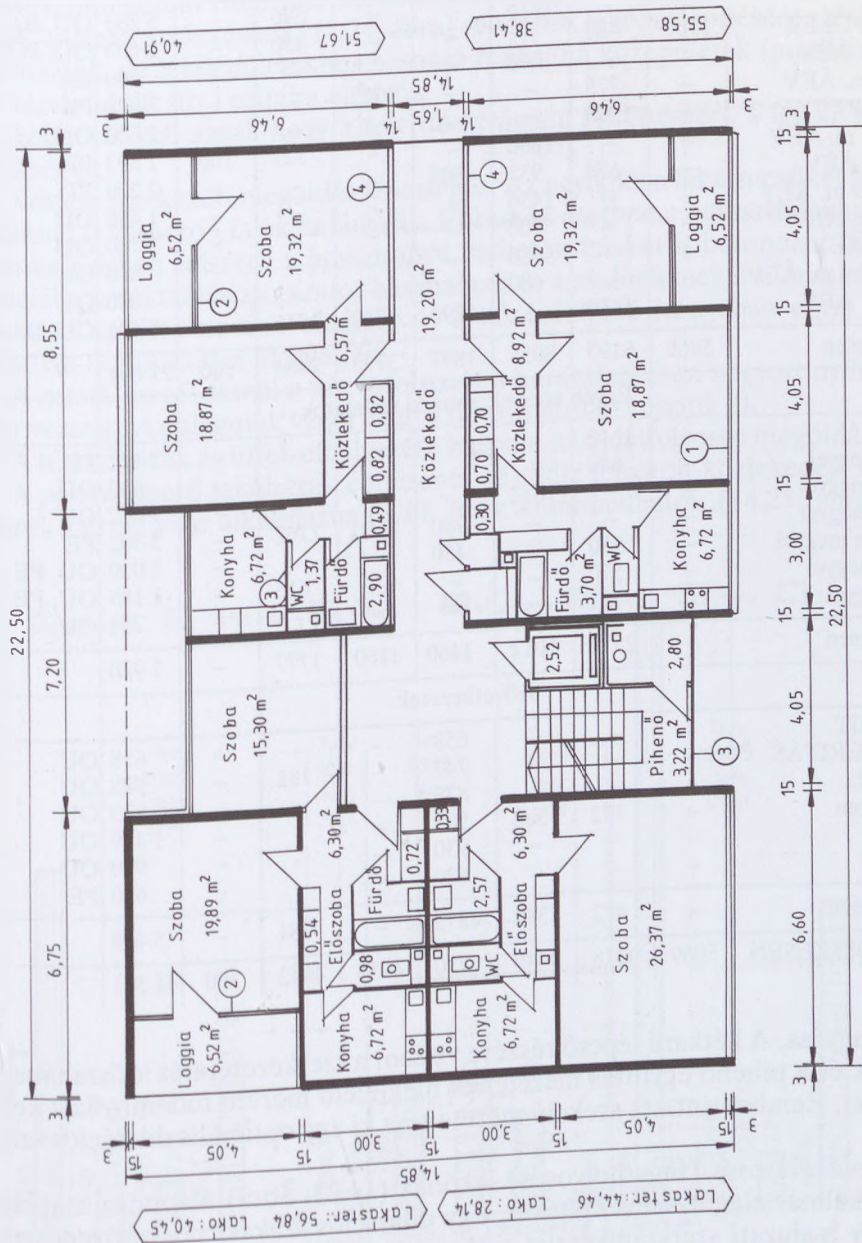 40,91
51,67
38,41
55,58
14,85
3
6,46
14
1,65
14
6,46
3
22,50
3
8,55
7,20
6,75
3
Loggia
6,52 m²
Szoba
19,32 m²
2
4
Szoba
18,87 m²
Közlekedő 6,57 m²
0,82
0,82
0,49
Konyha
6,72 m²
3
WC
1,37
Fürdő
2,90
Szoba
15,30 m²
Közlekedő
19,20 m²
4
Szoba
19,32 m²
Loggia
6,52 m²
Közlekedő
6,92 m²
0,70
0,70
0,30
Szoba
18,87 m²
1
Konyha
6,72 m²
WC
Fürdő
3,70 m²
2,52
2,80
Pihenő
3,22 m²
3
Szoba
19,89 m²
2
Loggia
6,52 m²
6,30 m²
0,54
Előszoba
Fürdő
0,72
0,33
0,98
Konyha
6,72 m²
2,57
WC
Előszoba
6,30 m²
Konyha
6,72 m²
Szoba
26,37 m²
15
3
4,05
15
3,00
15
3,00
15
4,05
15
3
14,85
15
3
4,05
15
4,05
15
3,00
15
4,05
15
6,60
3
22,50
Lakaster.: 56,84
Lakó: 40,45
Lakaster.: 44,46
Lakó: 28,14